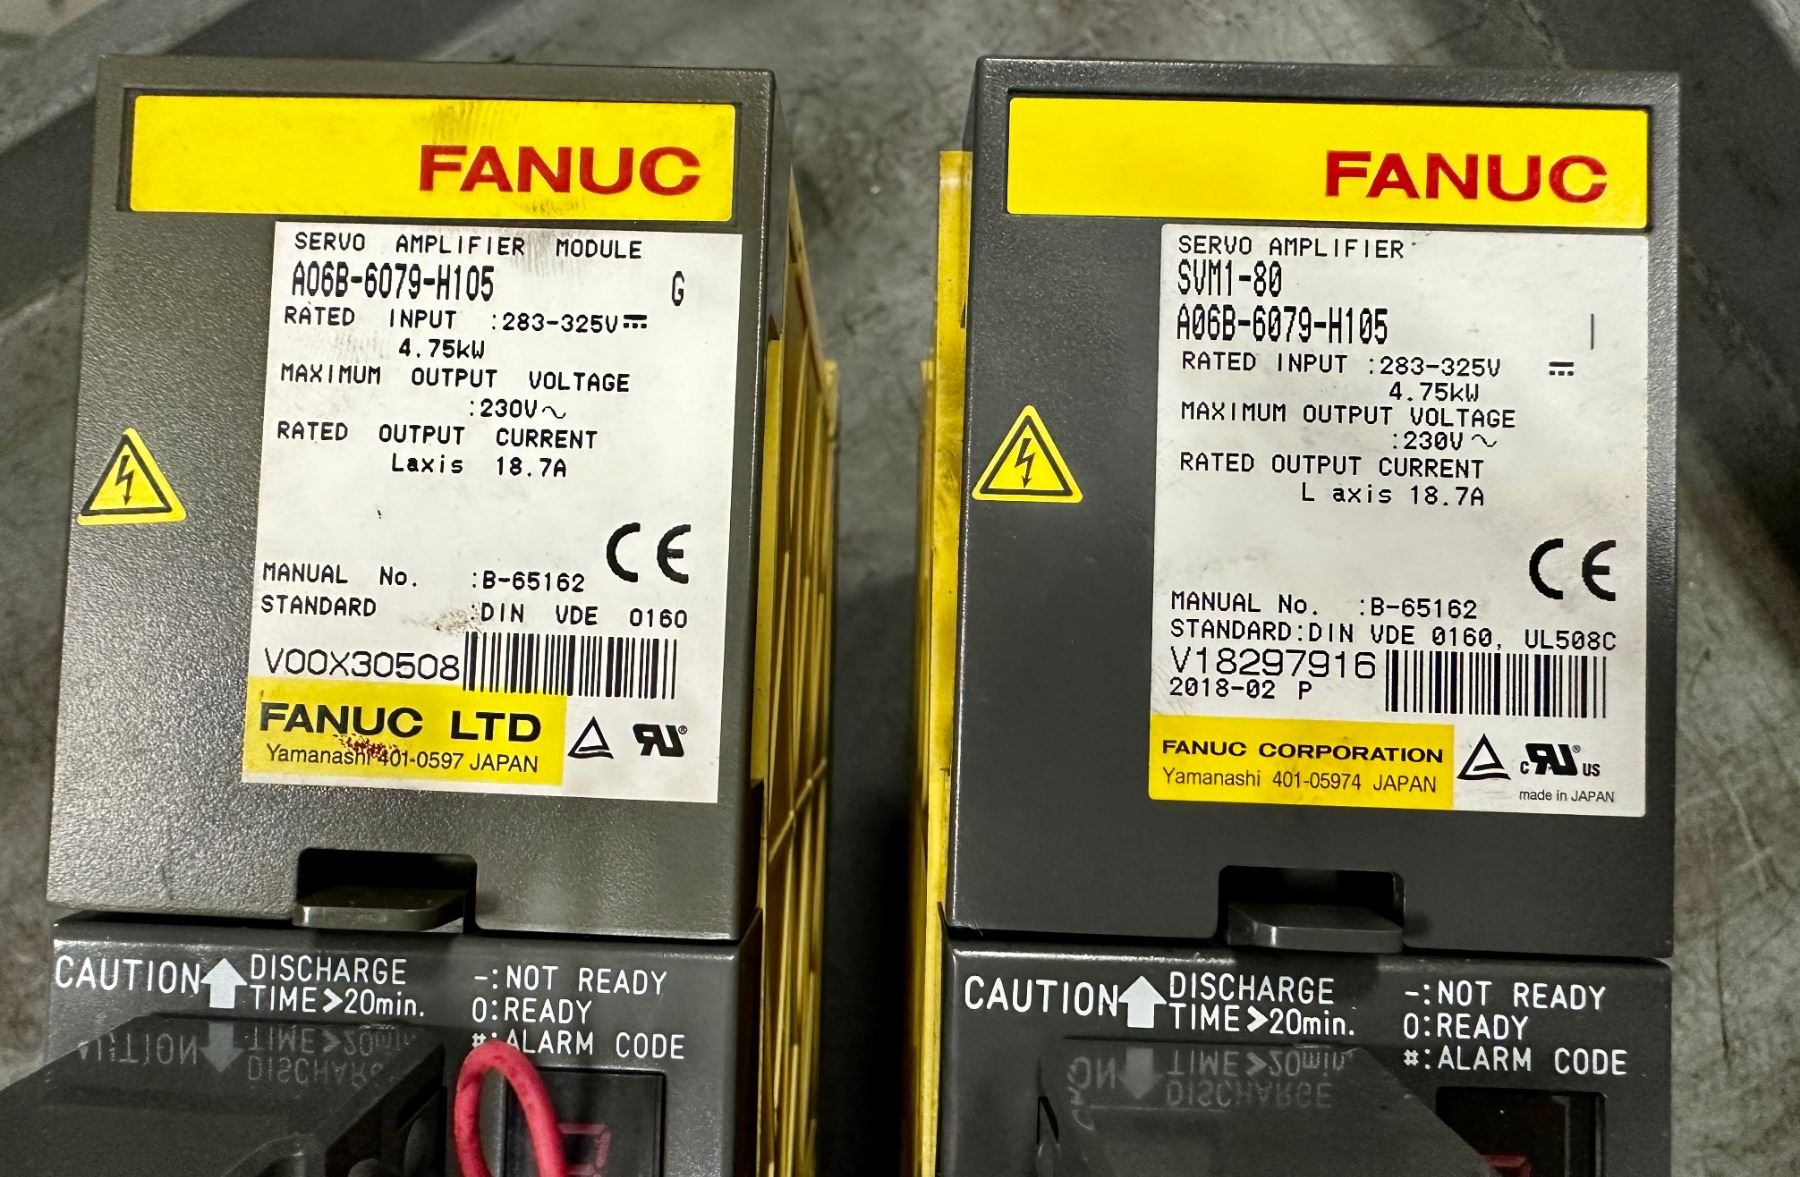 FANUC
SERVO AMPLIFIER MODULE
A06B-6079-H105 G
RATED INPUT :283-325V
4.75kW
MAXIMUM OUTPUT VOLTAGE
:230V~
RATED OUTPUT CURRENT
Laxis 18.7A
CE
MANUAL No. :B-65162
STANDARD :DIN VDE 0160
V00X30508
FANUC LTD
Yamanashi 401-0597 JAPAN
CAUTION DISCHARGE
TIME>20min.
-:NOT READY
0:READY
#:ALARM CODE
FANUC
SERVO AMPLIFIER
SVM1-80
A06B-6079-H105 I
RATED INPUT :283-325V
4.75kW
MAXIMUM OUTPUT VOLTAGE
:230V~
RATED OUTPUT CURRENT
L axis 18.7A
CE
MANUAL No. :B-65162
STANDARD:DIN VDE 0160, UL508C
V18297916
2018-02 P
FANUC CORPORATION
Yamanashi 401-05974 JAPAN
c US
made in JAPAN
CAUTION DISCHARGE
TIME>20min.
-:NOT READY
0:READY
#:ALARM CODE